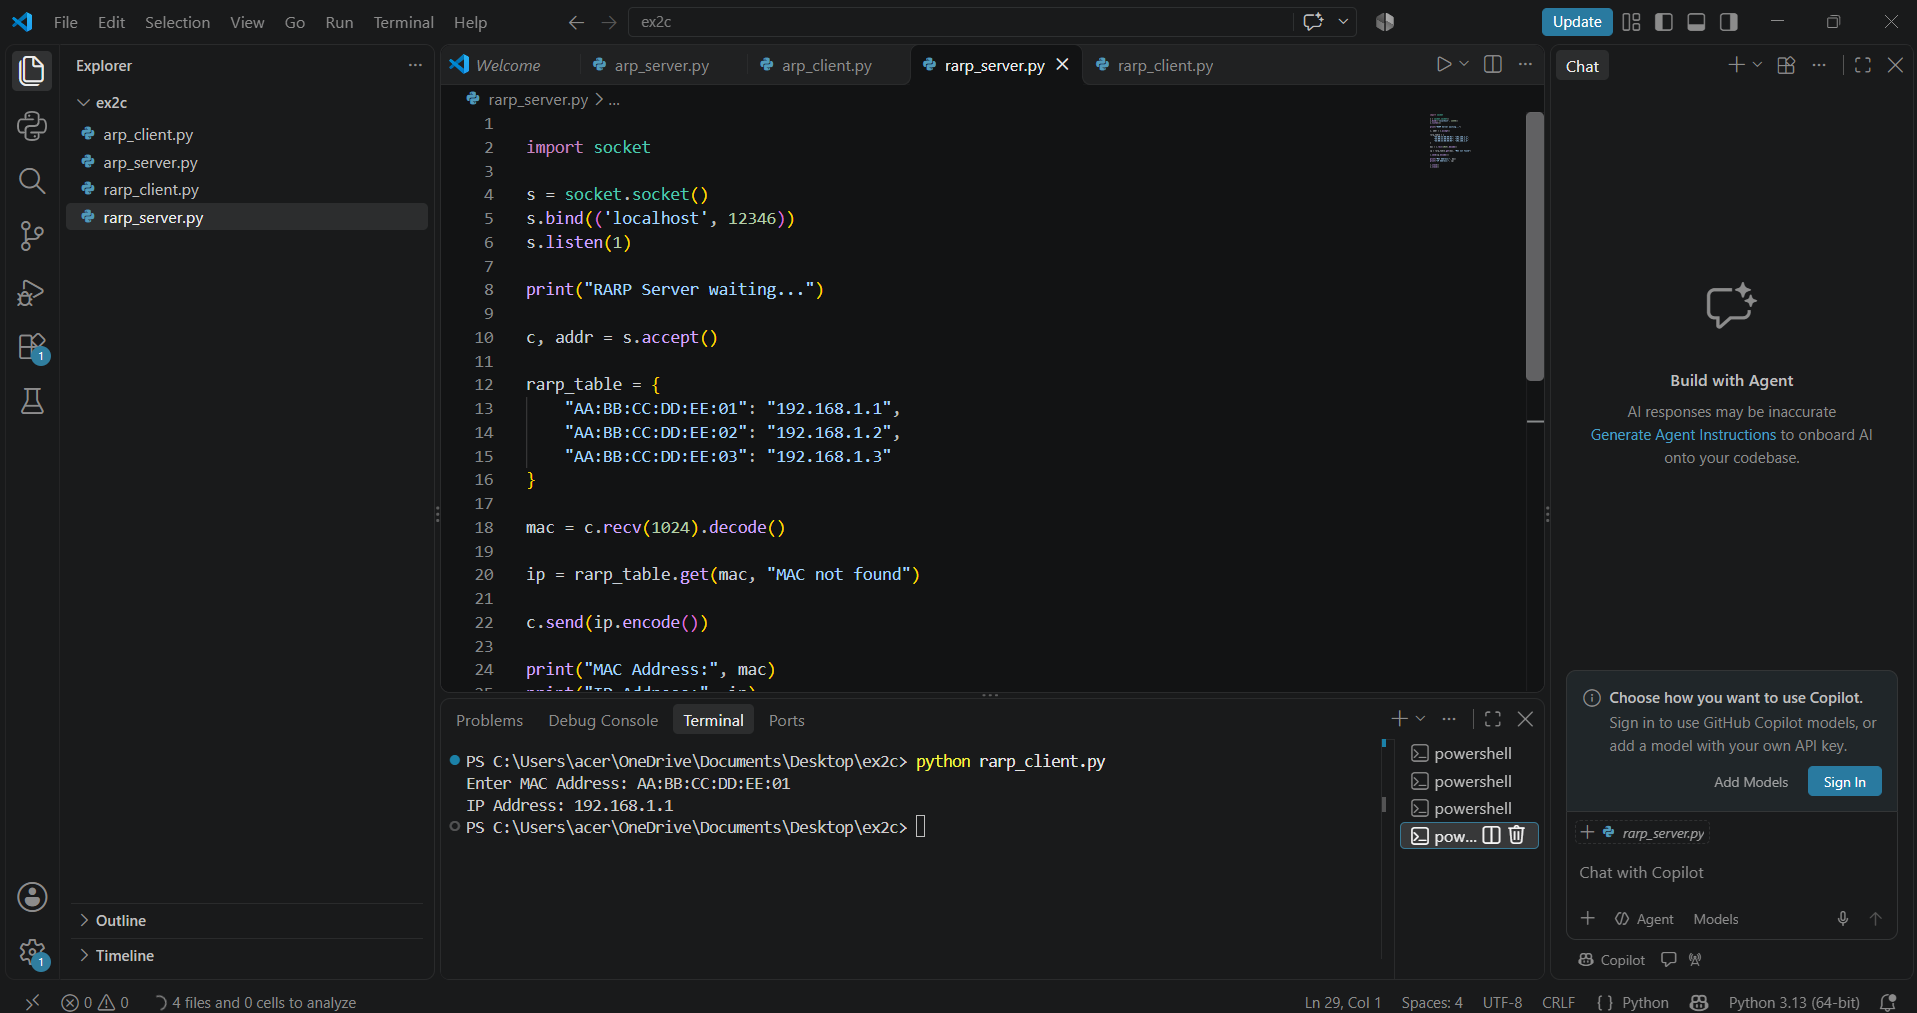 File Edit Selection View Go Run Terminal Help
ex2c
Update
Explorer
ex2c
arp_client.py
arp_server.py
rarp_client.py
rarp_server.py
Outline
Timeline
Welcome arp_server.py arp_client.py rarp_server.py rarp_client.py
rarp_server.py > ...
1
2 import socket
3
4 s = socket.socket()
5 s.bind(('localhost', 12346))
6 s.listen(1)
7
8 print("RARP Server waiting...")
9
10 c, addr = s.accept()
11
12 rarp_table = {
13 "AA:BB:CC:DD:EE:01": "192.168.1.1",
14 "AA:BB:CC:DD:EE:02": "192.168.1.2",
15 "AA:BB:CC:DD:EE:03": "192.168.1.3"
16 }
17
18 mac = c.recv(1024).decode()
19
20 ip = rarp_table.get(mac, "MAC not found")
21
22 c.send(ip.encode())
23
24 print("MAC Address:", mac)
25 print("IP Address:", ip)
Problems Debug Console Terminal Ports
PS C:\Users\acer\OneDrive\Documents\Desktop\ex2c> python rarp_client.py
Enter MAC Address: AA:BB:CC:DD:EE:01
IP Address: 192.168.1.1
PS C:\Users\acer\OneDrive\Documents\Desktop\ex2c>
powershell
powershell
powershell
pow...
Chat
Build with Agent
AI responses may be inaccurate
Generate Agent Instructions to onboard AI
onto your codebase.
Choose how you want to use Copilot.
Sign in to use GitHub Copilot models, or
add a model with your own API key.
Add Models Sign In
rarp_server.py
Chat with Copilot
Agent Models
Copilot
1
1
0 0 4 files and 0 cells to analyze
Ln 29, Col 1 Spaces: 4 UTF-8 CRLF { } Python Python 3.13 (64-bit)